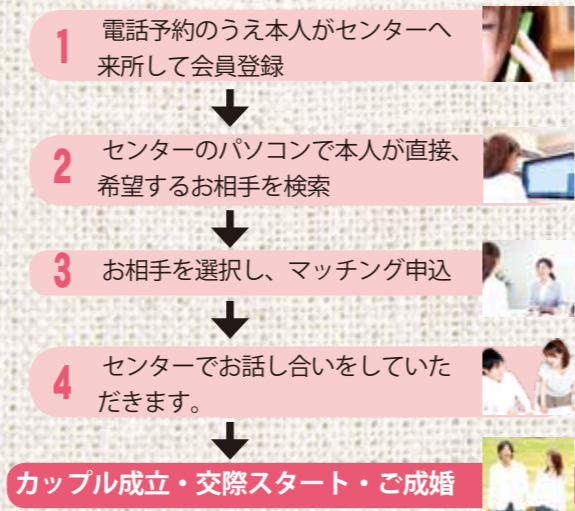 1 電話予約のうえ本人がセンターへ
来所して会員登録
2 センターのパソコンで本人が直接、
希望するお相手を検索
3 お相手を選択し、マッチング申込
4 センターでお話し合いをしていた
だきます。
カップル成立・交際スタート・ご成婚